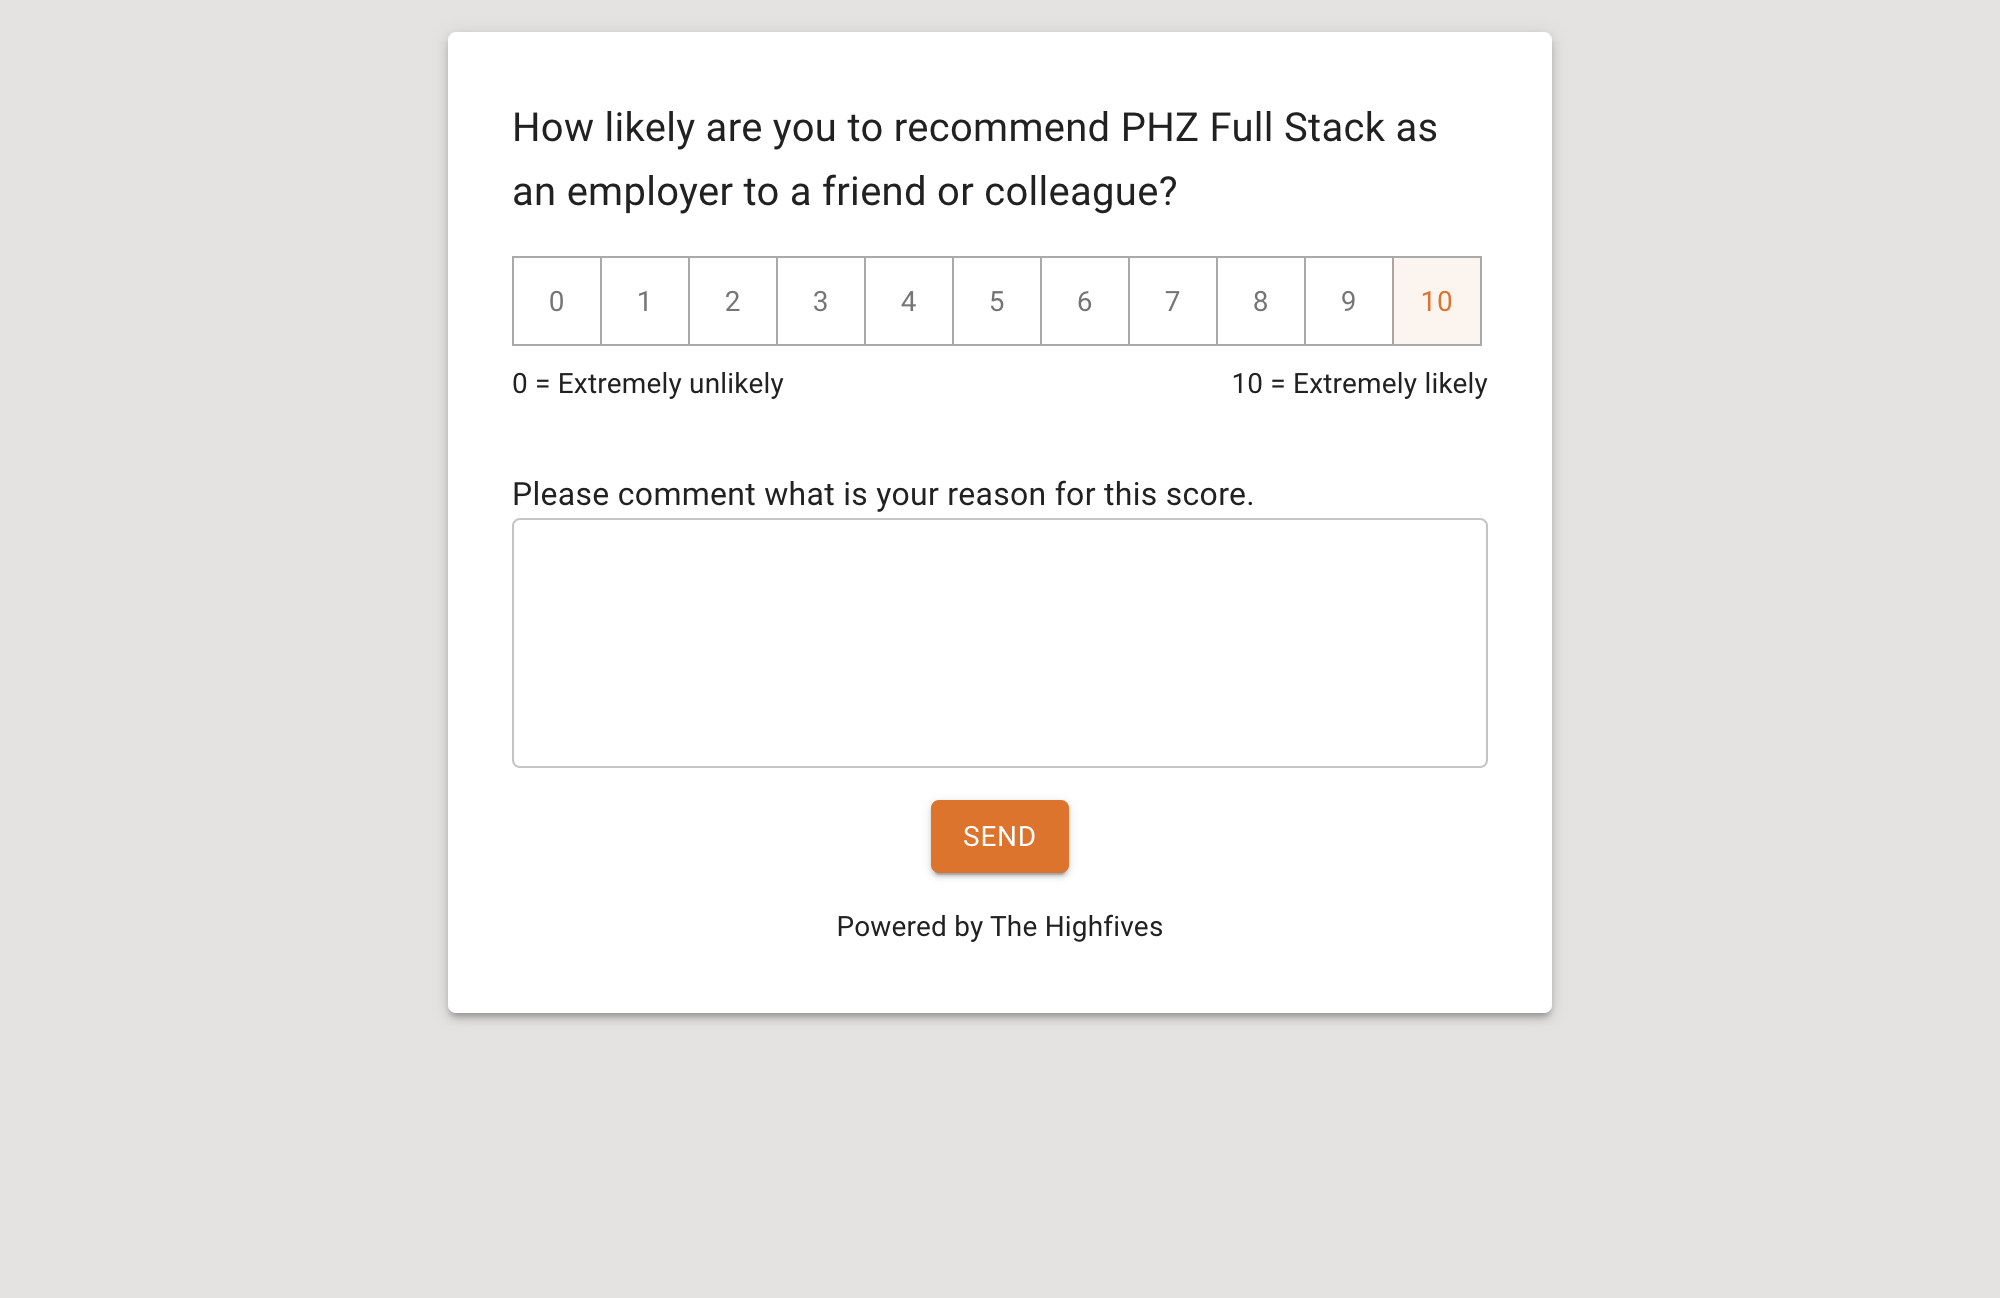 How likely are you to recommend PHZ Full Stack as
an employer to a friend or colleague?
0 1 2 3 4 5 6 7 8 9 10
0 = Extremely unlikely 10 = Extremely likely
Please comment what is your reason for this score.
SEND
Powered by The Highfives